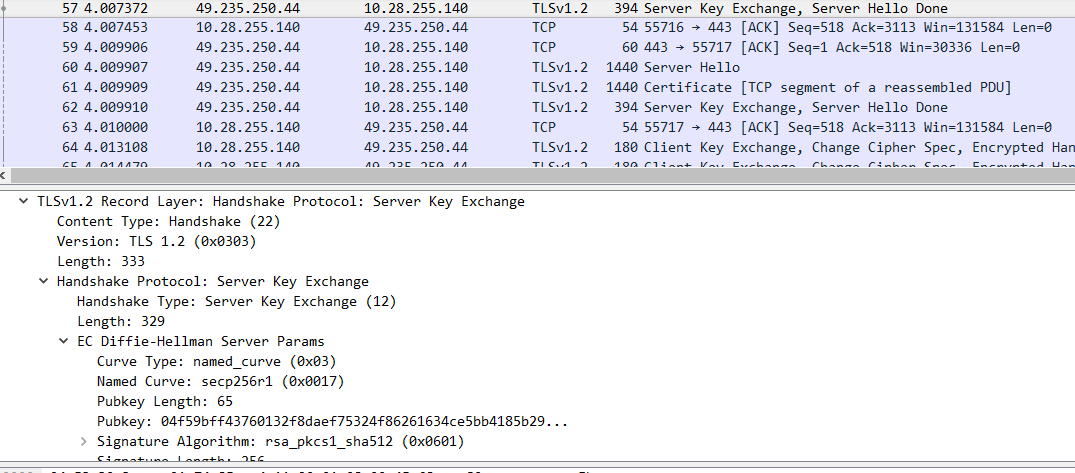 57 4.007372 49.235.250.44 10.28.255.140 TLSv1.2 394 Server Key Exchange, Server Hello Done
58 4.007453 10.28.255.140 49.235.250.44 TCP 54 55716 → 443 [ACK] Seq=518 Ack=3113 Win=131584 Len=0
59 4.009906 49.235.250.44 10.28.255.140 TCP 60 443 → 55717 [ACK] Seq=1 Ack=518 Win=30336 Len=0
60 4.009907 49.235.250.44 10.28.255.140 TLSv1.2 1440 Server Hello
61 4.009909 49.235.250.44 10.28.255.140 TLSv1.2 1440 Certificate [TCP segment of a reassembled PDU]
62 4.009910 49.235.250.44 10.28.255.140 TLSv1.2 394 Server Key Exchange, Server Hello Done
63 4.010000 10.28.255.140 49.235.250.44 TCP 54 55717 → 443 [ACK] Seq=518 Ack=3113 Win=131584 Len=0
64 4.013108 10.28.255.140 49.235.250.44 TLSv1.2 180 Client Key Exchange, Change Cipher Spec, Encrypted Han
65 4.014479 10.28.255.140 49.235.250.44 TLSv1.2 180 Client Key Exchange, Change Cipher Spec, Encrypted Han
TLSv1.2 Record Layer: Handshake Protocol: Server Key Exchange
Content Type: Handshake (22)
Version: TLS 1.2 (0x0303)
Length: 333
Handshake Protocol: Server Key Exchange
Handshake Type: Server Key Exchange (12)
Length: 329
EC Diffie-Hellman Server Params
Curve Type: named_curve (0x03)
Named Curve: secp256r1 (0x0017)
Pubkey Length: 65
Pubkey: 04f59bff43760132f8daef75324f86261634ce5bb4185b29...
Signature Algorithm: rsa_pkcs1_sha512 (0x0601)
Signature Length: 256